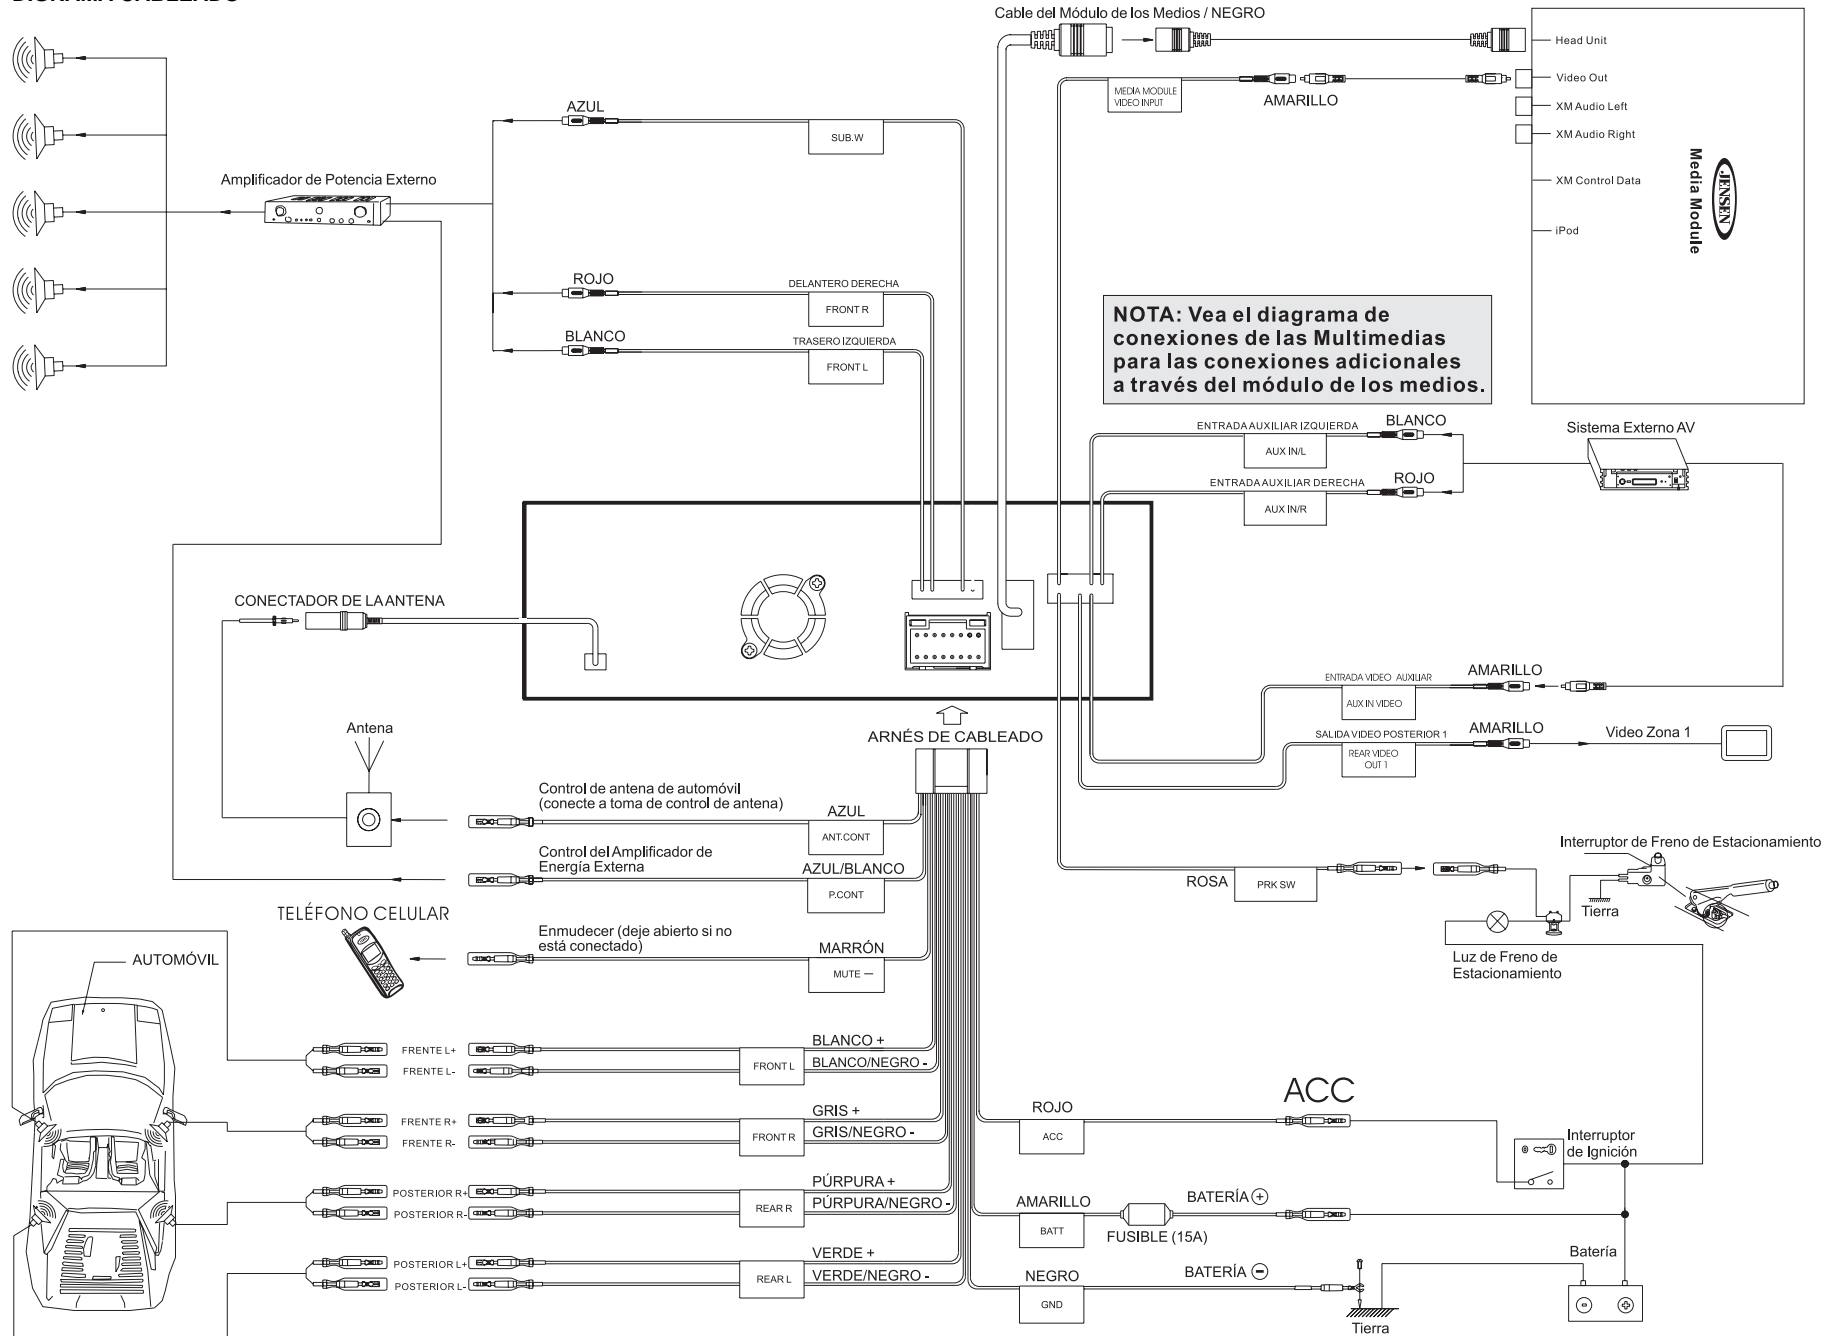 Cable del Módulo de los Medios / NEGRO
Head Unit
Video Out
XM Audio Left
XM Audio Right
XM Control Data
iPod
JENSEN
Media Module
MEDIA MODULE
VIDEO INPUT
AMARILLO
AZUL
SUB.W
Amplificador de Potencia Externo
ROJO
DELANTERO DERECHA
FRONT R
BLANCO
TRASERO IZQUIERDA
FRONT L
NOTA: Vea el diagrama de
conexiones de las Multimedias
para las conexiones adicionales
a través del módulo de los medios.
ENTRADA AUXILIAR IZQUIERDA
BLANCO
AUX IN/L
ENTRADA AUXILIAR DERECHA
ROJO
AUX IN/R
Sistema Externo AV
CONECTADOR DE LA ANTENA
ENTRADA VIDEO AUXILIAR
AMARILLO
AUX IN VIDEO
SALIDA VIDEO POSTERIOR 1
AMARILLO
REAR VIDEO
OUT 1
Video Zona 1
Antena
ARNÉS DE CABLEADO
Control de antena de automóvil
(conecte a toma de control de antena)
AZUL
ANT.CONT
Control del Amplificador de
Energía Externa
AZUL/BLANCO
P.CONT
TELÉFONO CELULAR
Enmudecer (deje abierto si no
está conectado)
MARRÓN
MUTE —
ROSA
PRK SW
Interruptor de Freno de Estacionamiento
Tierra
Luz de Freno de
Estacionamiento
AUTOMÓVIL
FRENTE L+
FRENTE L-
FRONT L
BLANCO +
BLANCO/NEGRO -
FRENTE R+
FRENTE R-
FRONT R
GRIS +
GRIS/NEGRO -
POSTERIOR R+
POSTERIOR R-
REAR R
PÚRPURA +
PÚRPURA/NEGRO -
POSTERIOR L+
POSTERIOR L-
REAR L
VERDE +
VERDE/NEGRO -
ROJO
ACC
ACC
Interruptor
de Ignición
AMARILLO
BATT
FUSIBLE (15A)
BATERÍA +
NEGRO
GND
BATERÍA -
Tierra
Batería
- +